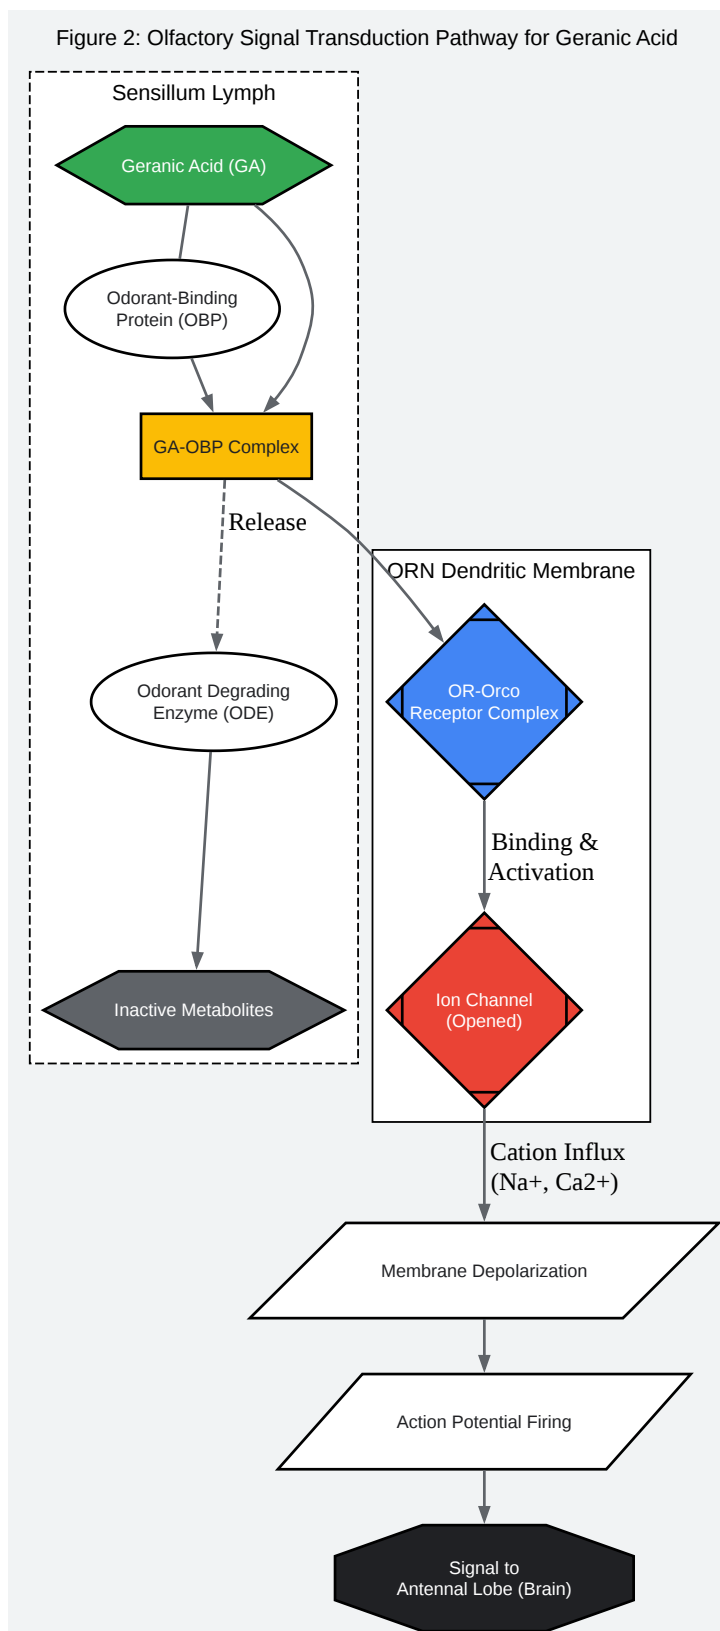 Figure 2: Olfactory Signal Transduction Pathway for Geranic Acid
Sensillum Lymph
Geranic Acid (GA)
Odorant-Binding
Protein (OBP)
GA-OBP Complex
Release
ORN Dendritic Membrane
Odorant Degrading
Enzyme (ODE)
OR-Orco
Receptor Complex
Binding &
Activation
Inactive Metabolites
Ion Channel
(Opened)
Cation Influx
(Na+, Ca2+)
Membrane Depolarization
Action Potential Firing
Signal to
Antennal Lobe (Brain)